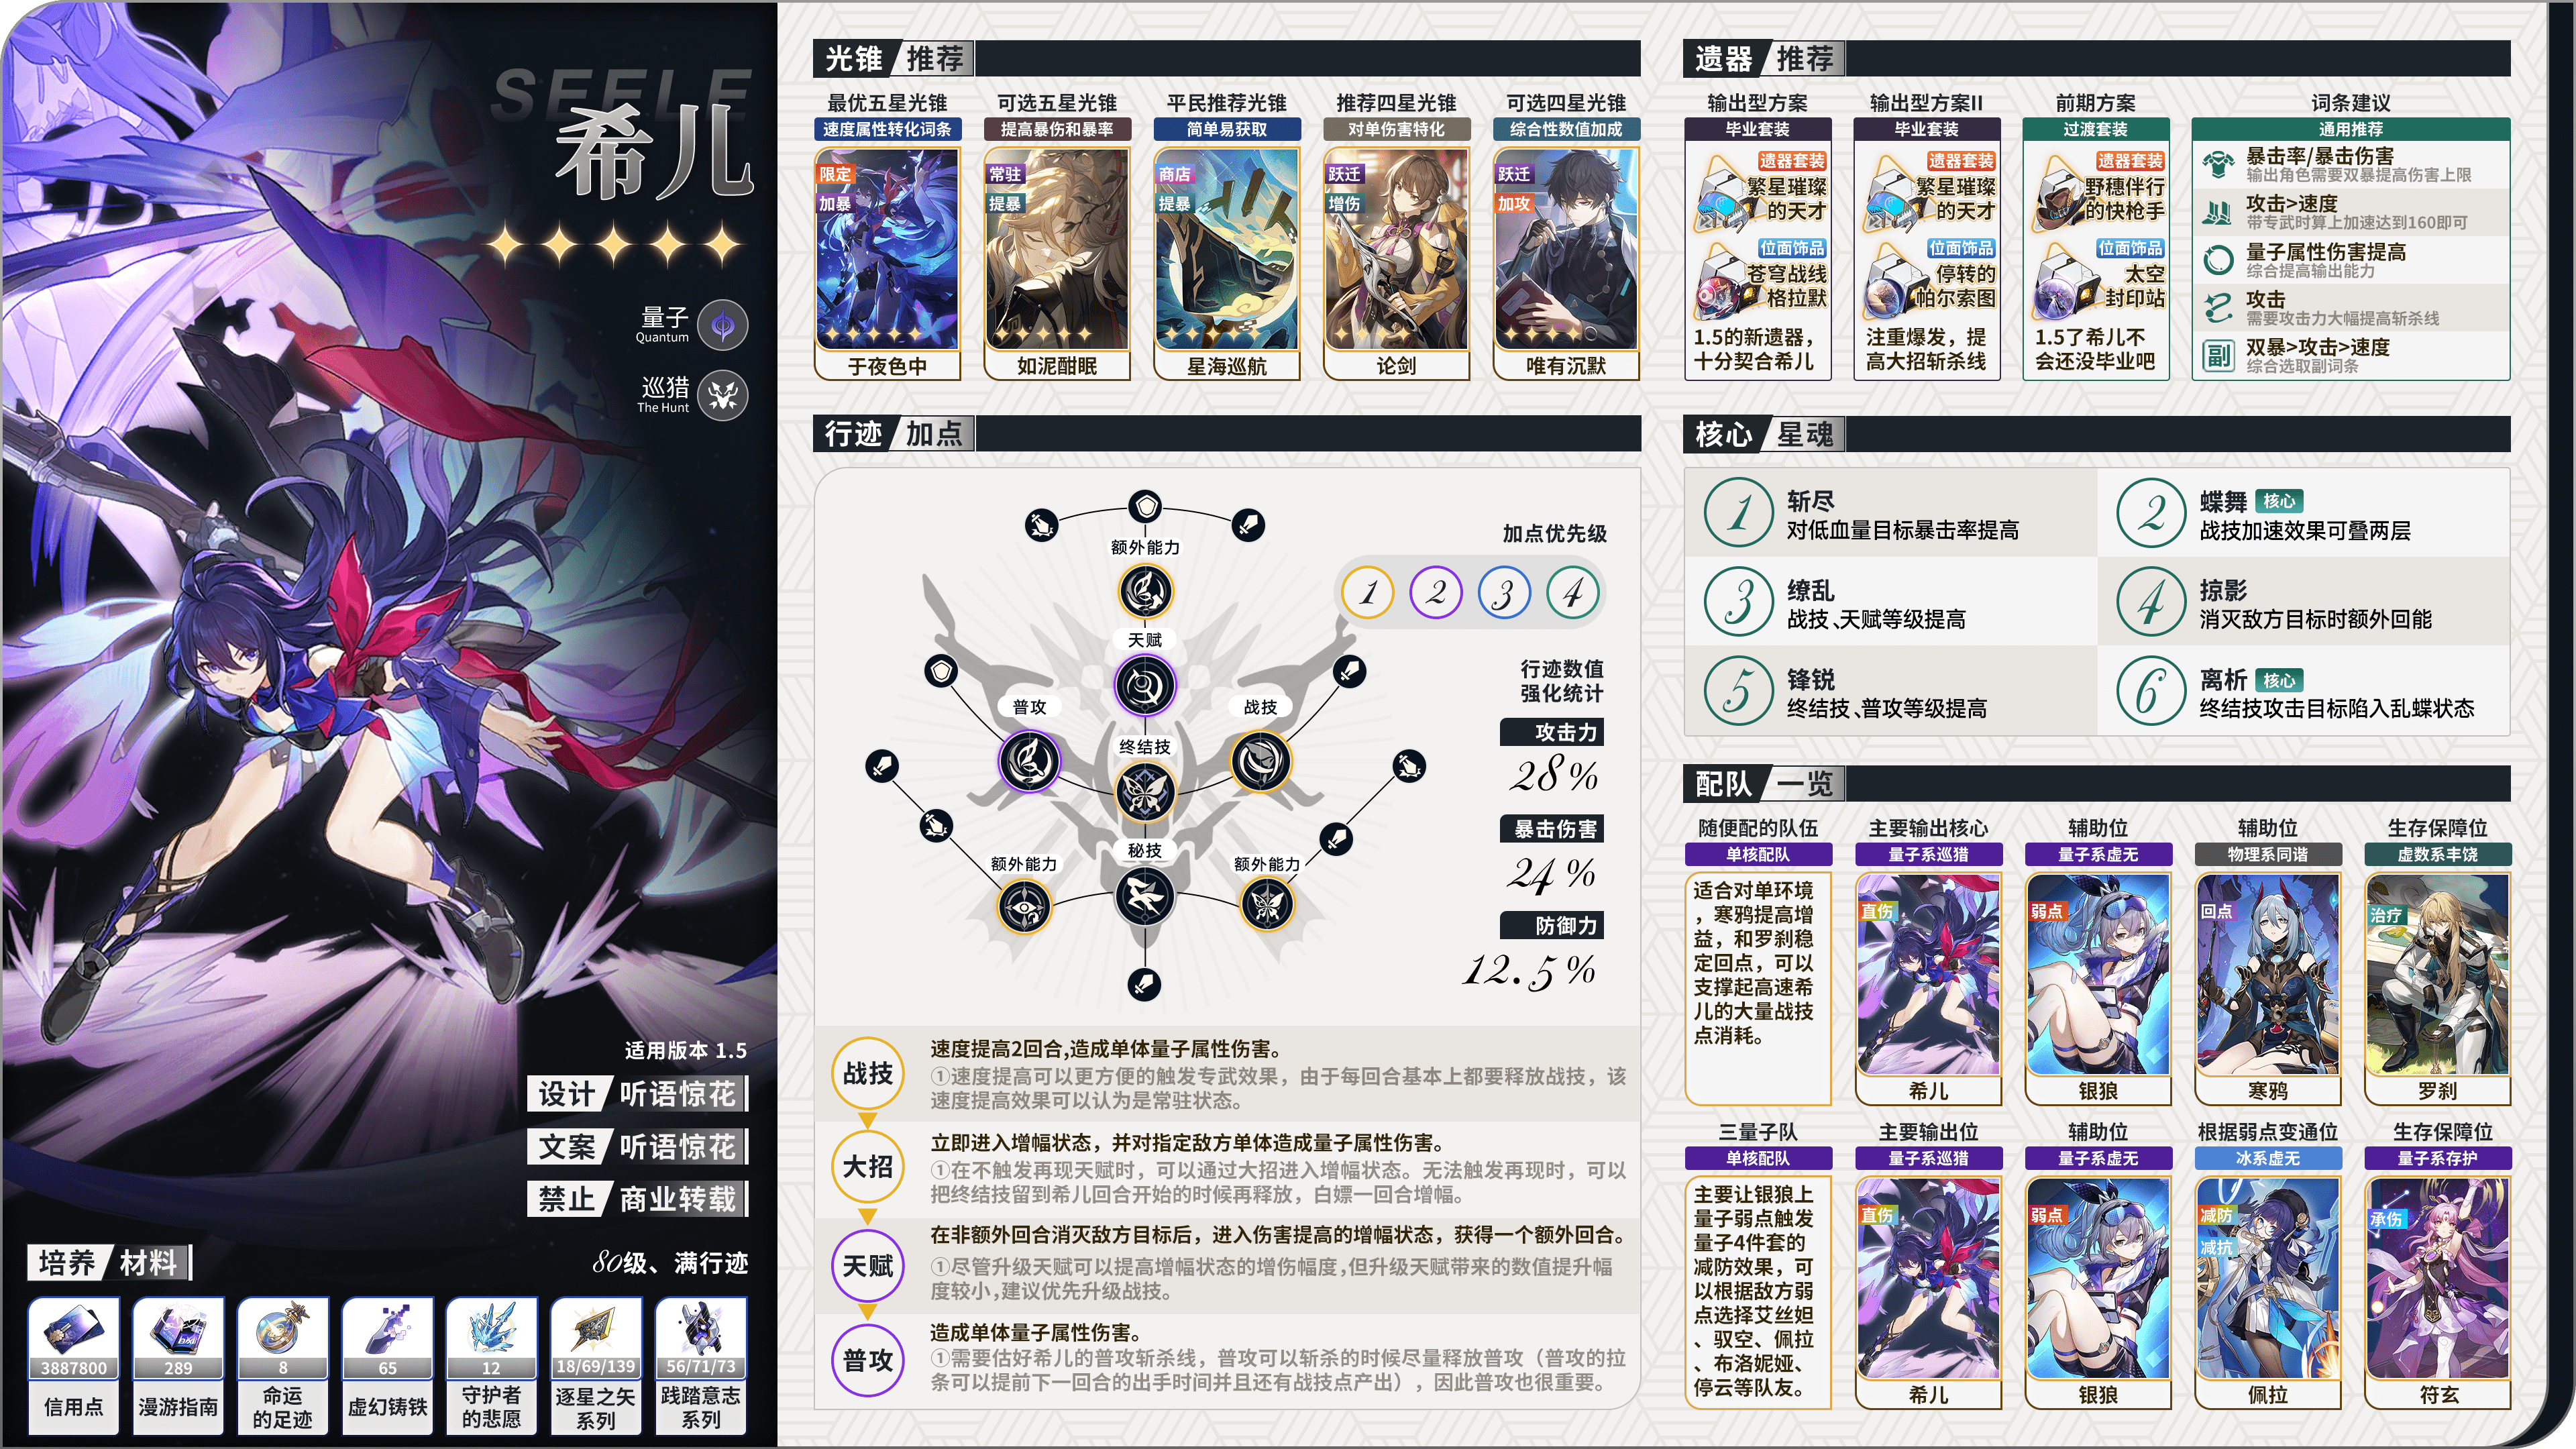 SEELE
希儿
量子
Quantum
巡猎
The Hunt
适用版本 1.5
设计 听语惊花
文案 听语惊花
禁止 商业转载
培养 材料
80级、满行迹
3887800
信用点
289
漫游指南
8
命运
的足迹
65
虚幻铸铁
12
守护者
的悲愿
18/69/139
逐星之矢
系列
56/71/73
践踏意志
系列
光锥 推荐
最优五星光锥
速度属性转化词条
限定
加暴
于夜色中
可选五星光锥
提高暴伤和暴率
常驻
提暴
如泥酣眠
平民推荐光锥
简单易获取
商店
提暴
星海巡航
推荐四星光锥
对单伤害特化
跃迁
增伤
论剑
可选四星光锥
综合性数值加成
跃迁
加攻
唯有沉默
行迹 加点
额外能力
天赋
普攻
战技
终结技
秘技
额外能力
额外能力
加点优先级
1 2 3 4
行迹数值
强化统计
攻击力
28%
暴击伤害
24%
防御力
12.5%
战技
速度提高2回合,造成单体量子属性伤害。
①速度提高可以更方便的触发专武效果，由于每回合基本上都要释放战技，该
速度提高效果可以认为是常驻状态。
大招
立即进入增幅状态，并对指定敌方单体造成量子属性伤害。
①在不触发再现天赋时，可以通过大招进入增幅状态。无法触发再现时，可以
把终结技留到希儿回合开始的时候再释放，白嫖一回合增幅。
天赋
在非额外回合消灭敌方目标后，进入伤害提高的增幅状态，获得一个额外回合。
①尽管升级天赋可以提高增幅状态的增伤幅度,但升级天赋带来的数值提升幅
度较小,建议优先升级战技。
普攻
造成单体量子属性伤害。
①需要估好希儿的普攻斩杀线，普攻可以斩杀的时候尽量释放普攻（普攻的拉
条可以提前下一回合的出手时间并且还有战技点产出），因此普攻也很重要。
遗器 推荐
输出型方案
毕业套装
遗器套装
繁星璀璨
的天才
位面饰品
苍穹战线
格拉默
1.5的新遗器，
十分契合希儿
输出型方案II
毕业套装
遗器套装
繁星璀璨
的天才
位面饰品
停转的
帕尔索图
注重爆发，提
高大招斩杀线
前期方案
过渡套装
遗器套装
野穗伴行
的快枪手
位面饰品
太空
封印站
1.5了希儿不
会还没毕业吧
词条建议
通用推荐
暴击率/暴击伤害
输出角色需要双暴提高伤害上限
攻击>速度
带专武时算上加速达到160即可
量子属性伤害提高
综合提高输出能力
攻击
需要攻击力大幅提高斩杀线
副
双暴>攻击>速度
综合选取副词条
核心 星魂
1
斩尽
对低血量目标暴击率提高
2
蝶舞 核心
战技加速效果可叠两层
3
缭乱
战技、天赋等级提高
4
掠影
消灭敌方目标时额外回能
5
锋锐
终结技、普攻等级提高
6
离析 核心
终结技攻击目标陷入乱蝶状态
配队 一览
随便配的队伍
单核配队
适合对单环境
，寒鸦提高增
益，和罗刹稳
定回点，可以
支撑起高速希
儿的大量战技
点消耗。
主要输出核心
量子系巡猎
直伤
希儿
辅助位
量子系虚无
弱点
银狼
辅助位
物理系同谐
回点
寒鸦
生存保障位
虚数系丰饶
治疗
罗刹
三量子队
单核配队
主要让银狼上
量子弱点触发
量子4件套的
减防效果，可
以根据敌方弱
点选择艾丝妲
、驭空、佩拉
、布洛妮娅、
停云等队友。
主要输出位
量子系巡猎
直伤
希儿
辅助位
量子系虚无
弱点
银狼
根据弱点变通位
冰系虚无
减防
减抗
佩拉
生存保障位
量子系存护
承伤
符玄